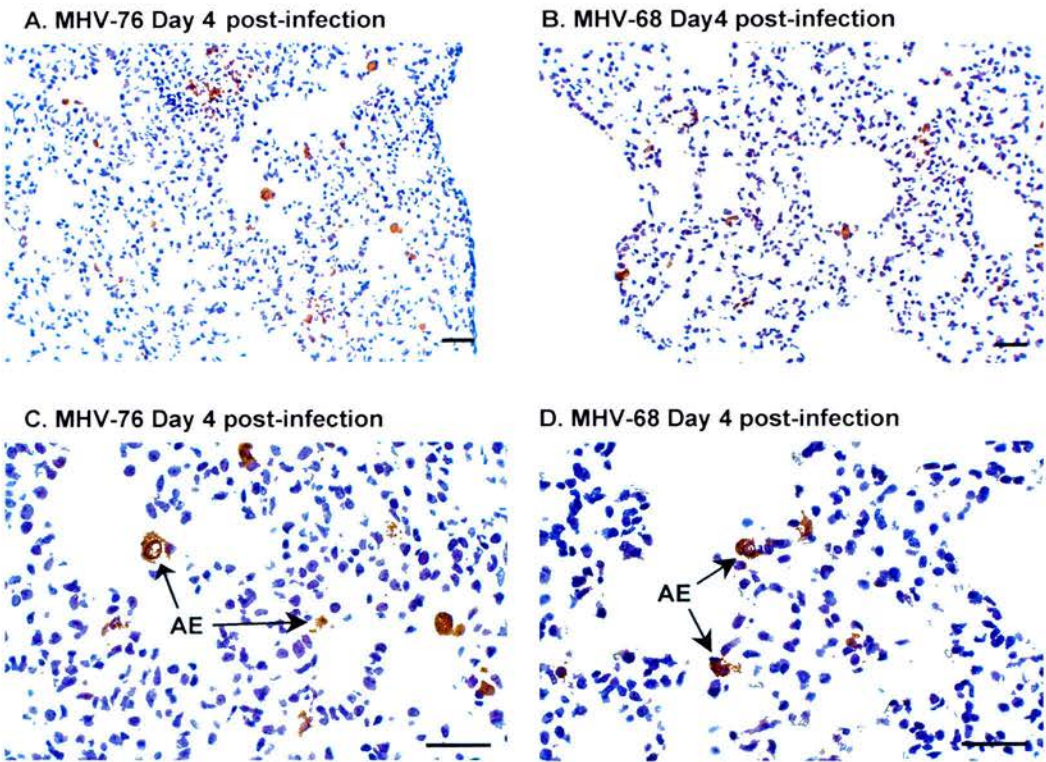 A. MHV-76 Day 4 post-infection
B. MHV-68 Day4 post-infection
C. MHV-76 Day 4 post-infection
D. MHV-68 Day 4 post-infection
AE
AE